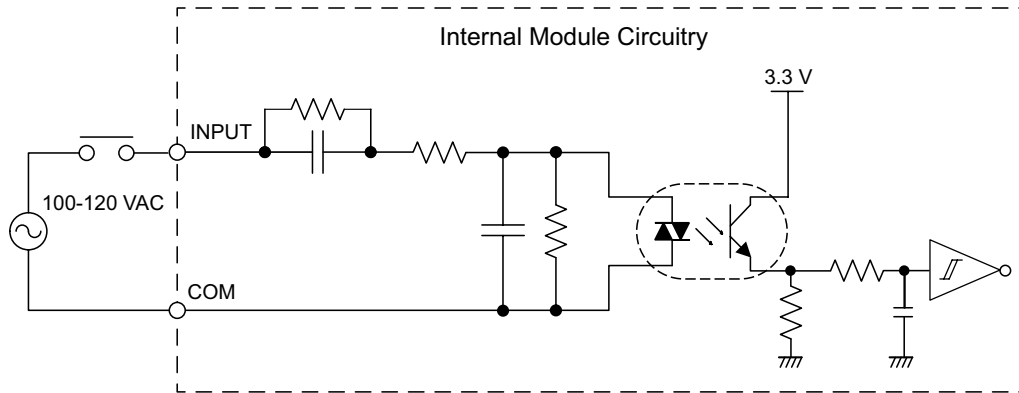 Internal Module Circuitry
3.3 V
INPUT
100-120 VAC
COM